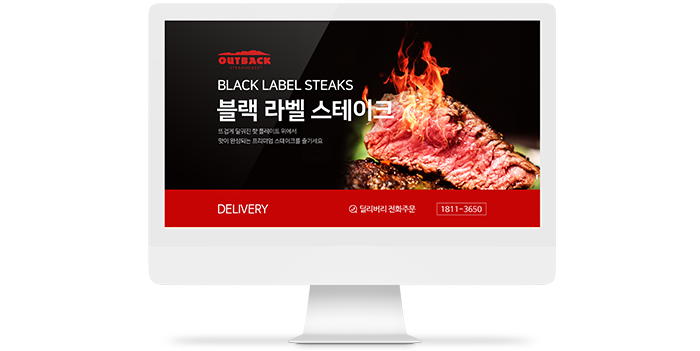 OUTBACK
STEAKHOUSE
BLACK LABEL STEAKS
블랙 라벨 스테이크
뜨겁게 달궈진 핫 플레이트 위에서
맛이 완성되는 프리미엄 스테이크를 즐기세요
DELIVERY
딜리버리 전화주문
1811-3650